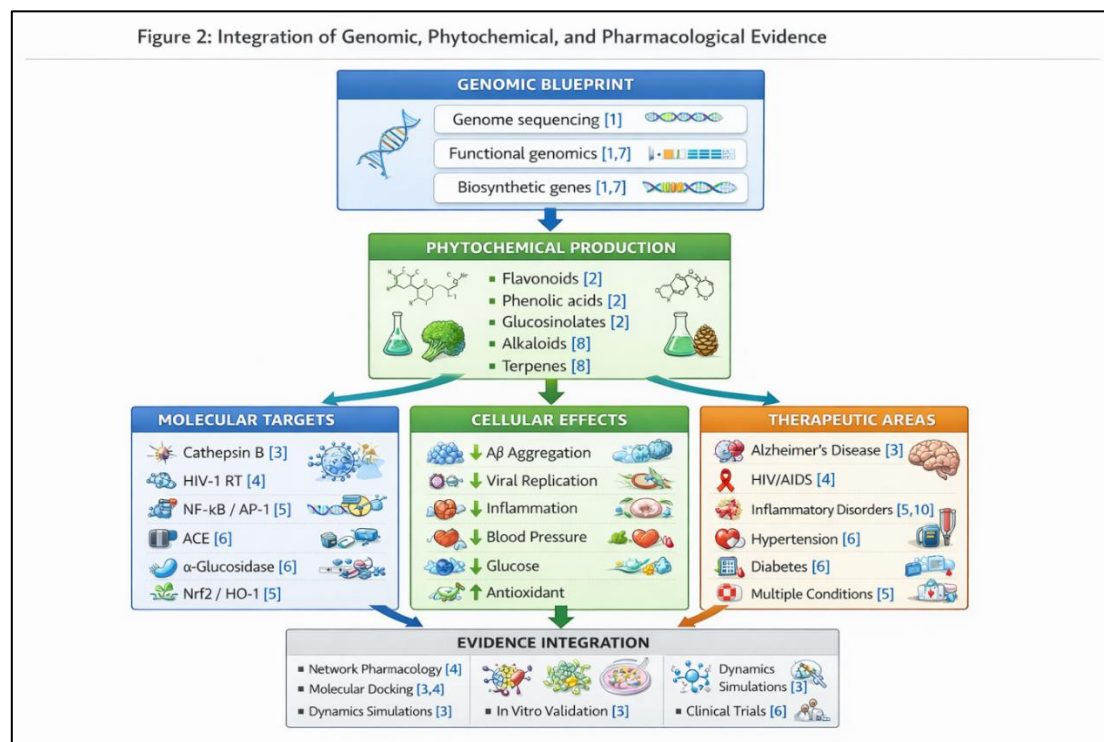 Figure 2: Integration of Genomic, Phytochemical, and Pharmacological Evidence
GENOMIC BLUEPRINT
Genome sequencing [1]
Functional genomics [1,7]
Biosynthetic genes [1,7]
PHYTOCHEMICAL PRODUCTION
▪ Flavonoids [2]
▪ Phenolic acids [2]
▪ Glucosinolates [2]
▪ Alkaloids [8]
▪ Terpenes [8]
MOLECULAR TARGETS
Cathepsin B [3]
HIV-1 RT [4]
NF-kB / AP-1 [5]
ACE [6]
α-Glucosidase [6]
Nrf2 / HO-1 [5]
CELLULAR EFFECTS
↓ Aβ Aggregation
↓ Viral Replication
↓ Inflammation
↓ Blood Pressure
↓ Glucose
↑ Antioxidant
THERAPEUTIC AREAS
Alzheimer's Disease [3]
HIV/AIDS [4]
Inflammatory Disorders [5,10]
Hypertension [6]
Diabetes [6]
Multiple Conditions [5]
EVIDENCE INTEGRATION
▪ Network Pharmacology [4]
▪ Molecular Docking [3,4]
▪ Dynamics Simulations [3]
▪ In Vitro Validation [3]
Dynamics
Simulations [3]
▪ Clinical Trials [6]